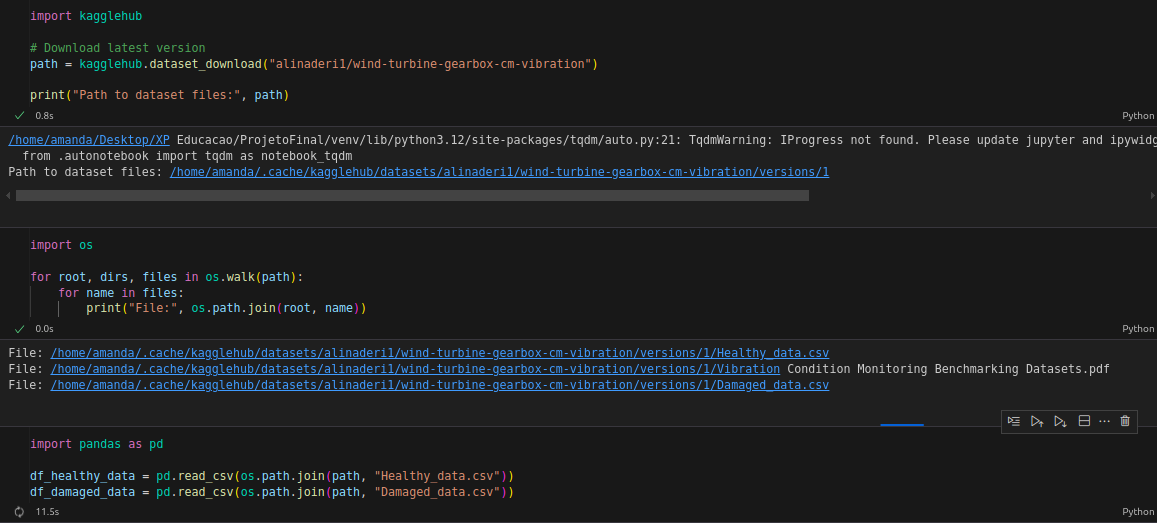 import kagglehub
# Download latest version
path = kagglehub.dataset_download("alinaderi1/wind-turbine-gearbox-cm-vibration")
print("Path to dataset files:", path)
0.8s
Python
/home/amanda/Desktop/XP Educacao/ProjetoFinal/venv/lib/python3.12/site-packages/tqdm/auto.py:21: TqdmWarning: IProgress not found. Please update jupyter and ipywidg
from .autonotebook import tqdm as notebook_tqdm
Path to dataset files: /home/amanda/.cache/kagglehub/datasets/alinaderi1/wind-turbine-gearbox-cm-vibration/versions/1
import os
for root, dirs, files in os.walk(path):
for name in files:
print("File:", os.path.join(root, name))
0.0s
Python
File: /home/amanda/.cache/kagglehub/datasets/alinaderi1/wind-turbine-gearbox-cm-vibration/versions/1/Healthy_data.csv
File: /home/amanda/.cache/kagglehub/datasets/alinaderi1/wind-turbine-gearbox-cm-vibration/versions/1/Vibration Condition Monitoring Benchmarking Datasets.pdf
File: /home/amanda/.cache/kagglehub/datasets/alinaderi1/wind-turbine-gearbox-cm-vibration/versions/1/Damaged_data.csv
import pandas as pd
df_healthy_data = pd.read_csv(os.path.join(path, "Healthy_data.csv"))
df_damaged_data = pd.read_csv(os.path.join(path, "Damaged_data.csv"))
11.5s
Python